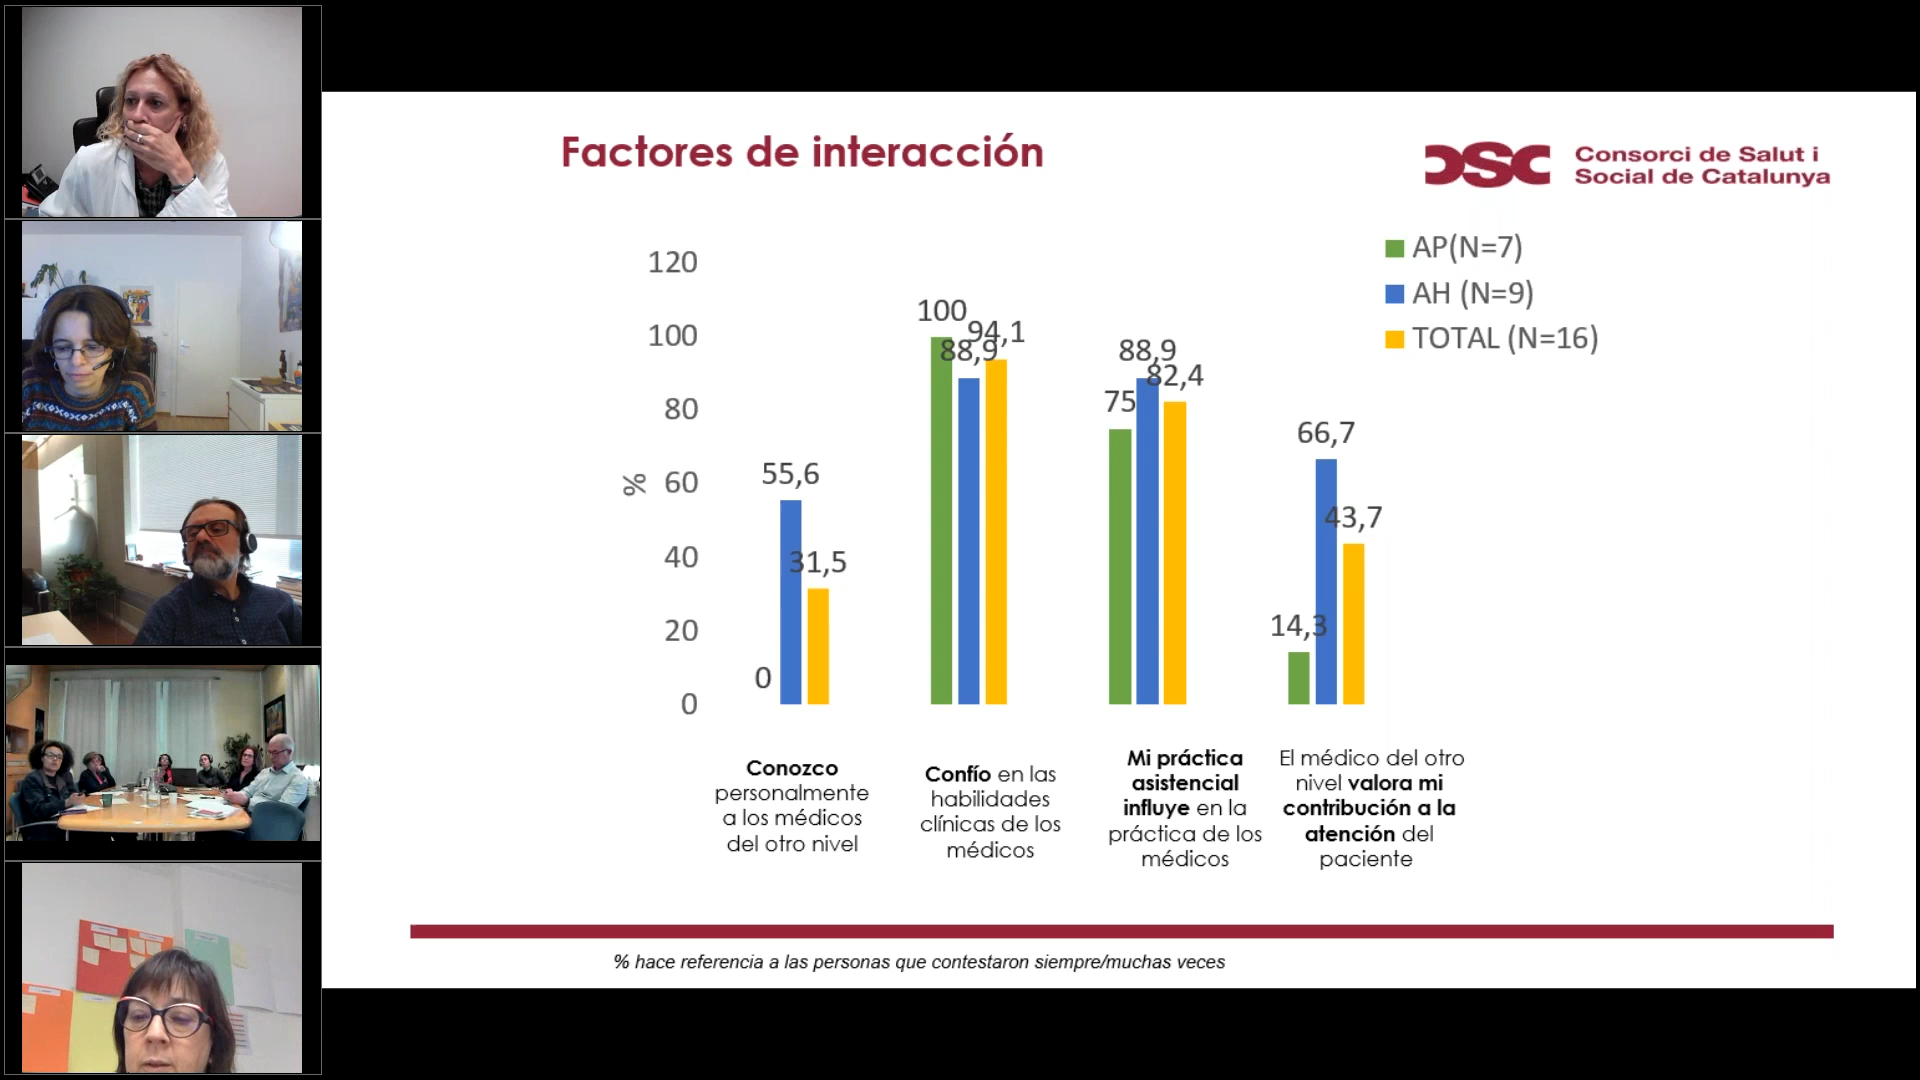 Factores de interacción
CSC Consorci de Salut i
Social de Catalunya
AP(N=7)
AH (N=9)
TOTAL (N=16)
120
100
80
60
40
20
0
%
0
55,6
31,5
100
88,9
94,1
75
88,9
82,4
14,3
66,7
43,7
Conozco
personalmente
a los médicos
del otro nivel
Confío en las
habilidades
clínicas de los
médicos
Mi práctica
asistencial
influye en la
práctica de los
médicos
El médico del otro
nivel valora mi
contribución a la
atención del
paciente
% hace referencia a las personas que contestaron siempre/muchas veces